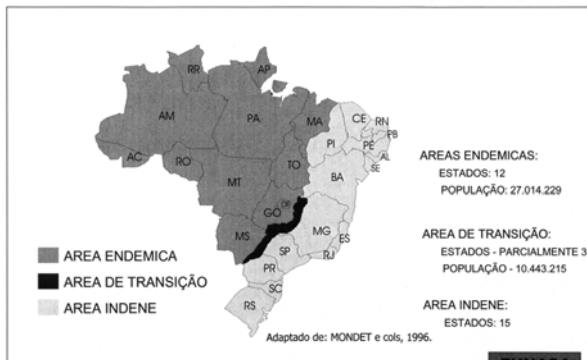 RR
AP
AM
PA
MA
CE
RN
PB
PE
AL
SE
PI
AC
RO
TO
BA
MT
GO
DF
MG
ES
MS
SP
RJ
PR
SC
RS
AREA ENDEMICA
AREA DE TRANSIÇÃO
AREA INDENE
AREAS ENDEMICAS:
ESTADOS: 12
POPULAÇÃO: 27.014.229
AREA DE TRANSIÇÃO:
ESTADOS - PARCIALMENTE 3
POPULAÇÃO - 10.443.215
AREA INDENE:
ESTADOS: 15
Adaptado de: MONDET e cols, 1996.